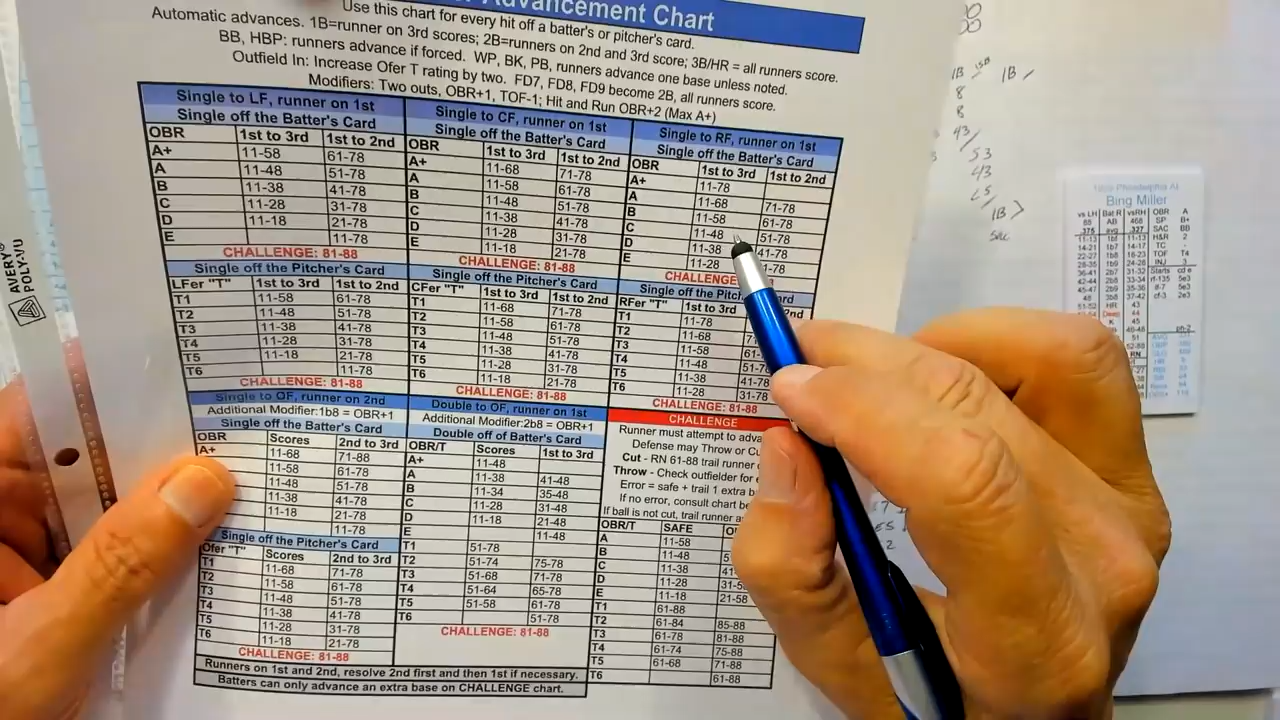 Advancement Chart
Use this chart for every hit off a batter's or pitcher's card.
Automatic advances. 1B=runner on 3rd scores; 2B=runners on 2nd and 3rd score; 3B/HR = all runners score.
BB, HBP: runners advance if forced. WP, BK, PB, runners advance one base unless noted.
Outfield In: Increase Ofer T rating by two. FD7, FD8, FD9 become 2B, all runners score.
Modifiers: Two outs, OBR+1, TOF-1; Hit and Run OBR+2 (Max A+)
Single to LF, runner on 1st
Single off the Batter's Card
OBR 1st to 3rd 1st to 2nd
A+ 11-58 61-78
A 11-48 51-78
B 11-38 41-78
C 11-28 31-78
D 11-18 21-78
E 11-78
CHALLENGE: 81-88
Single off the Pitcher's Card
LFer "T" 1st to 3rd 1st to 2nd
T1 11-58 61-78
T2 11-48 51-78
T3 11-38 41-78
T4 11-28 31-78
T5 11-18 21-78
T6 11-78
CHALLENGE: 81-88
Single to CF, runner on 1st
Single off the Batter's Card
OBR 1st to 3rd 1st to 2nd
A+ 11-68 71-78
A 11-58 61-78
B 11-48 51-78
C 11-38 41-78
D 11-28 31-78
E 11-18 21-78
CHALLENGE: 81-88
Single off the Pitcher's Card
CFer "T" 1st to 3rd 1st to 2nd
T1 11-68 71-78
T2 11-58 61-78
T3 11-48 51-78
T4 11-38 41-78
T5 11-28 31-78
T6 11-18 21-78
CHALLENGE: 81-88
Single to RF, runner on 1st
Single off the Batter's Card
OBR 1st to 3rd 1st to 2nd
A+ 11-78
A 11-68 71-78
B 11-58 61-78
C 11-48 51-78
D 11-38 41-78
E 11-28
Single off the
RFer "T" 1st to 3rd
T1 11-78
T2 11-68
T3 11-58
T4 11-48
T5 11-38 41-78
T6 11-28 31-78
CHALLENGE: 81-88
Single to OF, runner on 2nd
Additional Modifier:1b8 = OBR+1
Single off the Batter's Card
OBR Scores 2nd to 3rd
A+ 11-68 71-88
11-58 61-78
11-48 51-78
11-38 41-78
11-18 21-78
11-78
Single off the Pitcher's Card
Ofer "T" Scores 2nd to 3rd
T1 11-68 71-78
T2 11-58 61-78
T3 11-48 51-78
T4 11-38 41-78
T5 11-28 31-78
T6 11-18 21-78
CHALLENGE: 81-88
Double to OF, runner on 1st
Additional Modifier:2b8 = OBR+1
Double off of Batter's Card
OBR/T Scores 1st to 3rd
A+ 11-48
A 11-38 41-48
B 11-34 35-48
C 11-28 31-48
D 11-18 21-48
E 11-48
T1 51-78
T2 51-74 75-78
T3 51-68 71-78
T4 51-64 65-78
T5 51-58 61-78
T6 51-78
CHALLENGE: 81-88
CHALLENGE
Runner must attempt to
Defense may Throw or
Cut - RN 61-88 trail runner
Throw - Check outfielder for
Error = safe + trail 1 extra
If no error, consult chart
If ball is not cut, trail runner
OBR/T SAFE
A 11-58
B 11-48
C 11-38
D 11-28
E 11-18 21-58
T1 61-88
T2 61-84 85-88
T3 61-78 81-88
T4 61-74 75-88
T5 61-68 71-88
T6 61-88
Runners on 1st and 2nd, resolve 2nd first and then 1st if necessary.
Batters can only advance an extra base on CHALLENGE chart.
AVERY
POLY-VU
Bing Miller